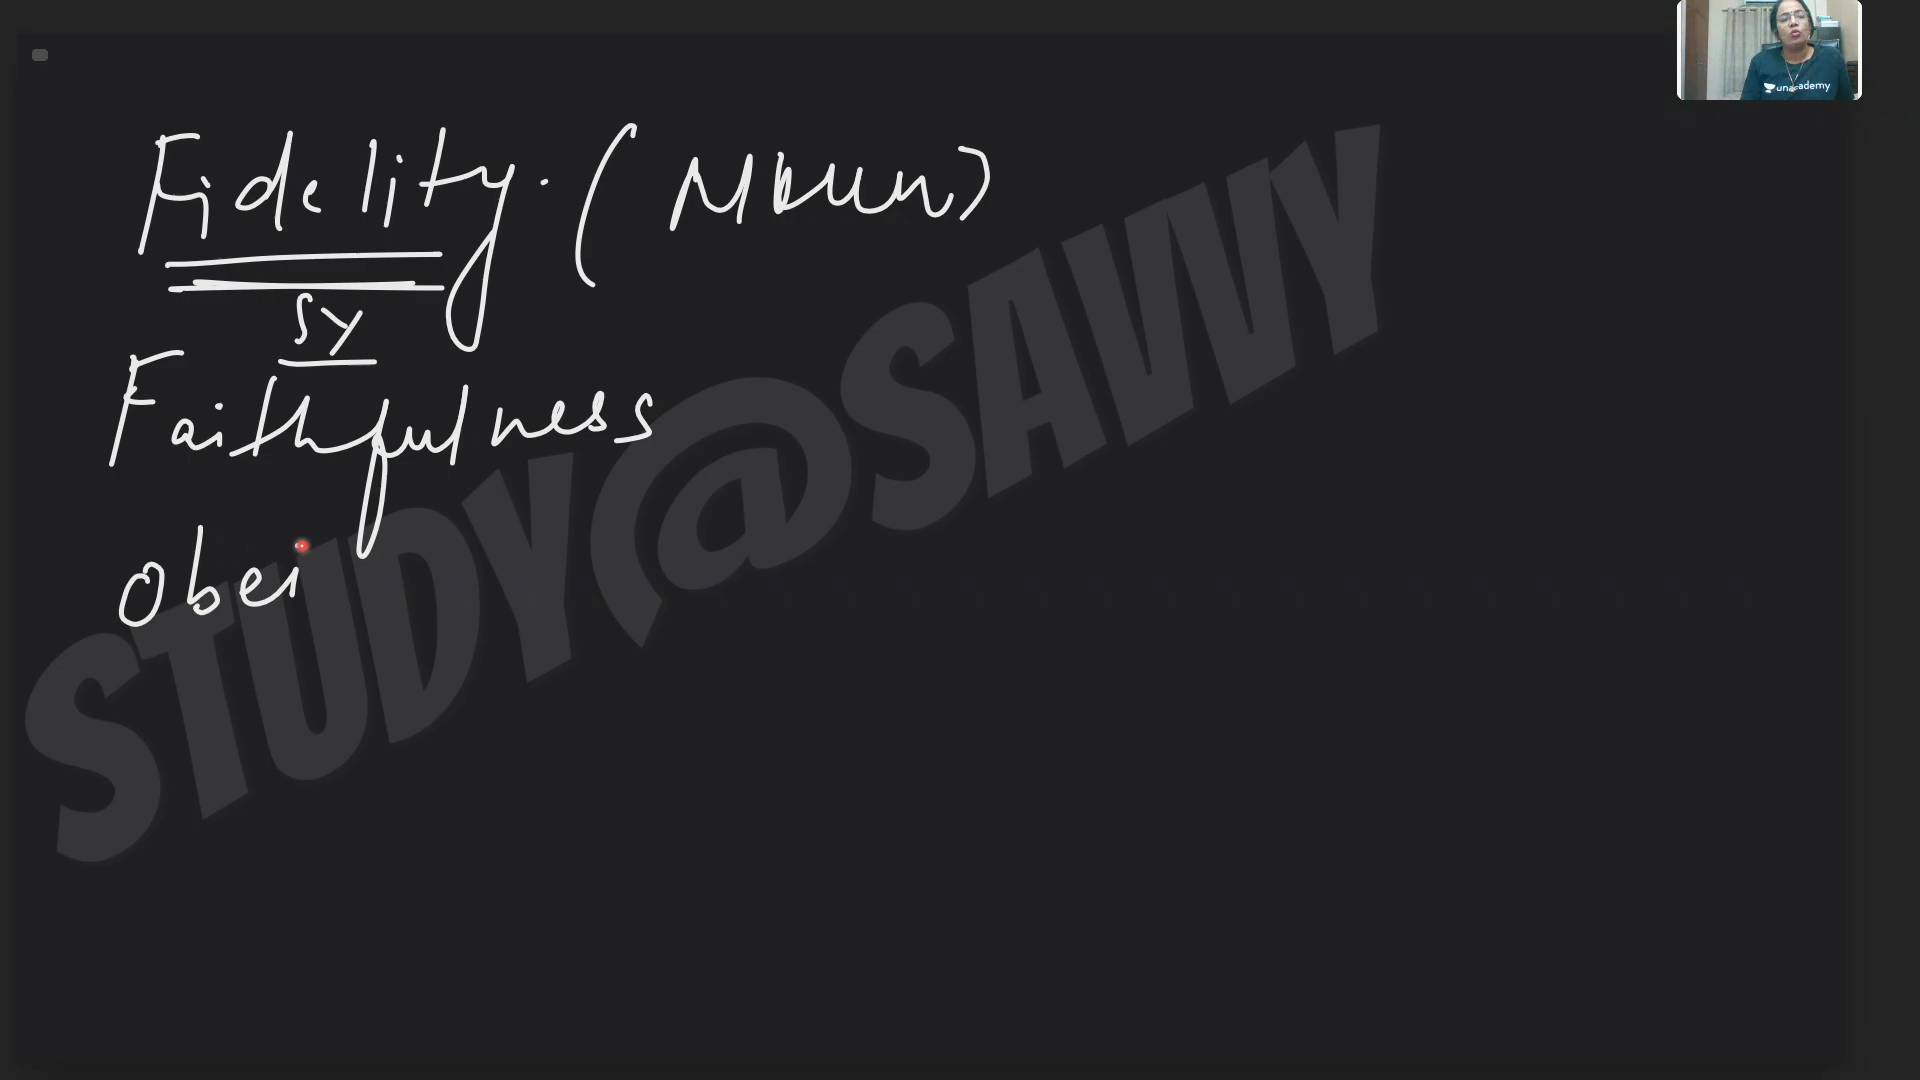 Fidelity. (Noun)
Sy
Faithfulness
Obei
STUDY@SAVVY
unacademy